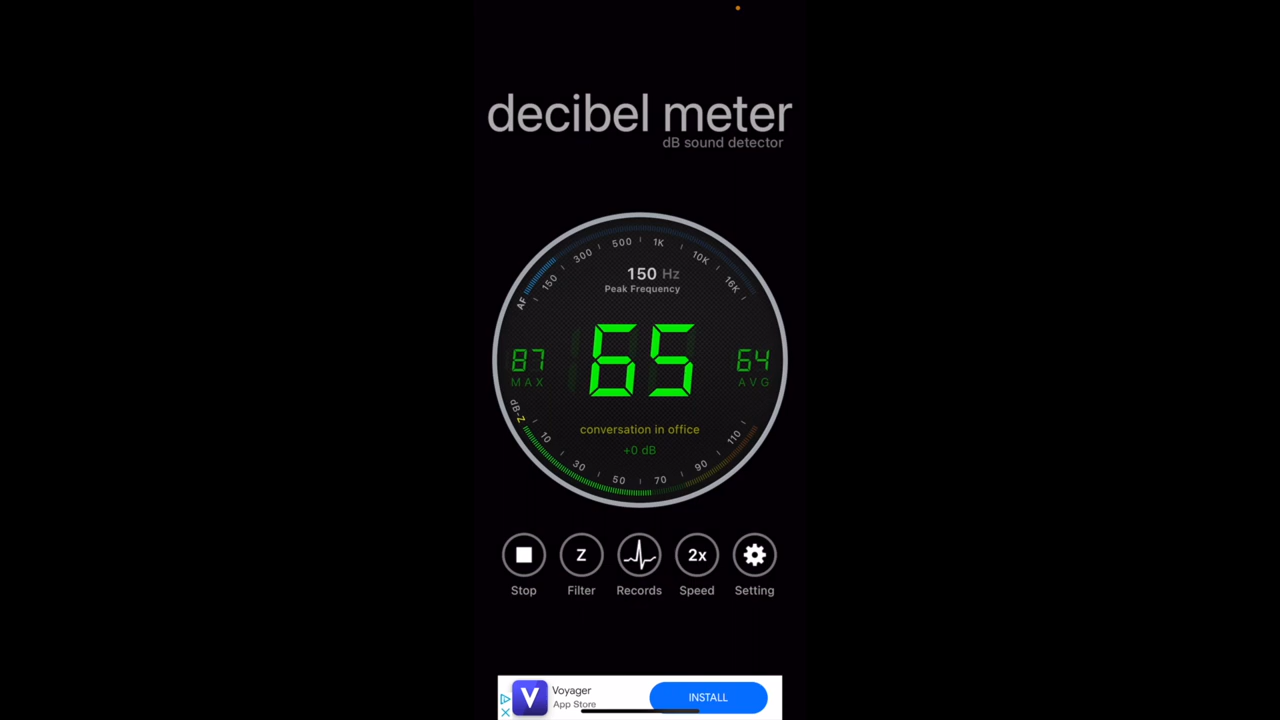 decibel meter
dB sound detector
AF 150 300 500 1K 10K 16K
150 Hz
Peak Frequency
65
87
MAX
64
AVG
conversation in office
+0 dB
dB-Z 10 30 50 70 90 110
Z
2x
Stop Filter Records Speed Setting
V
Voyager
App Store
INSTALL